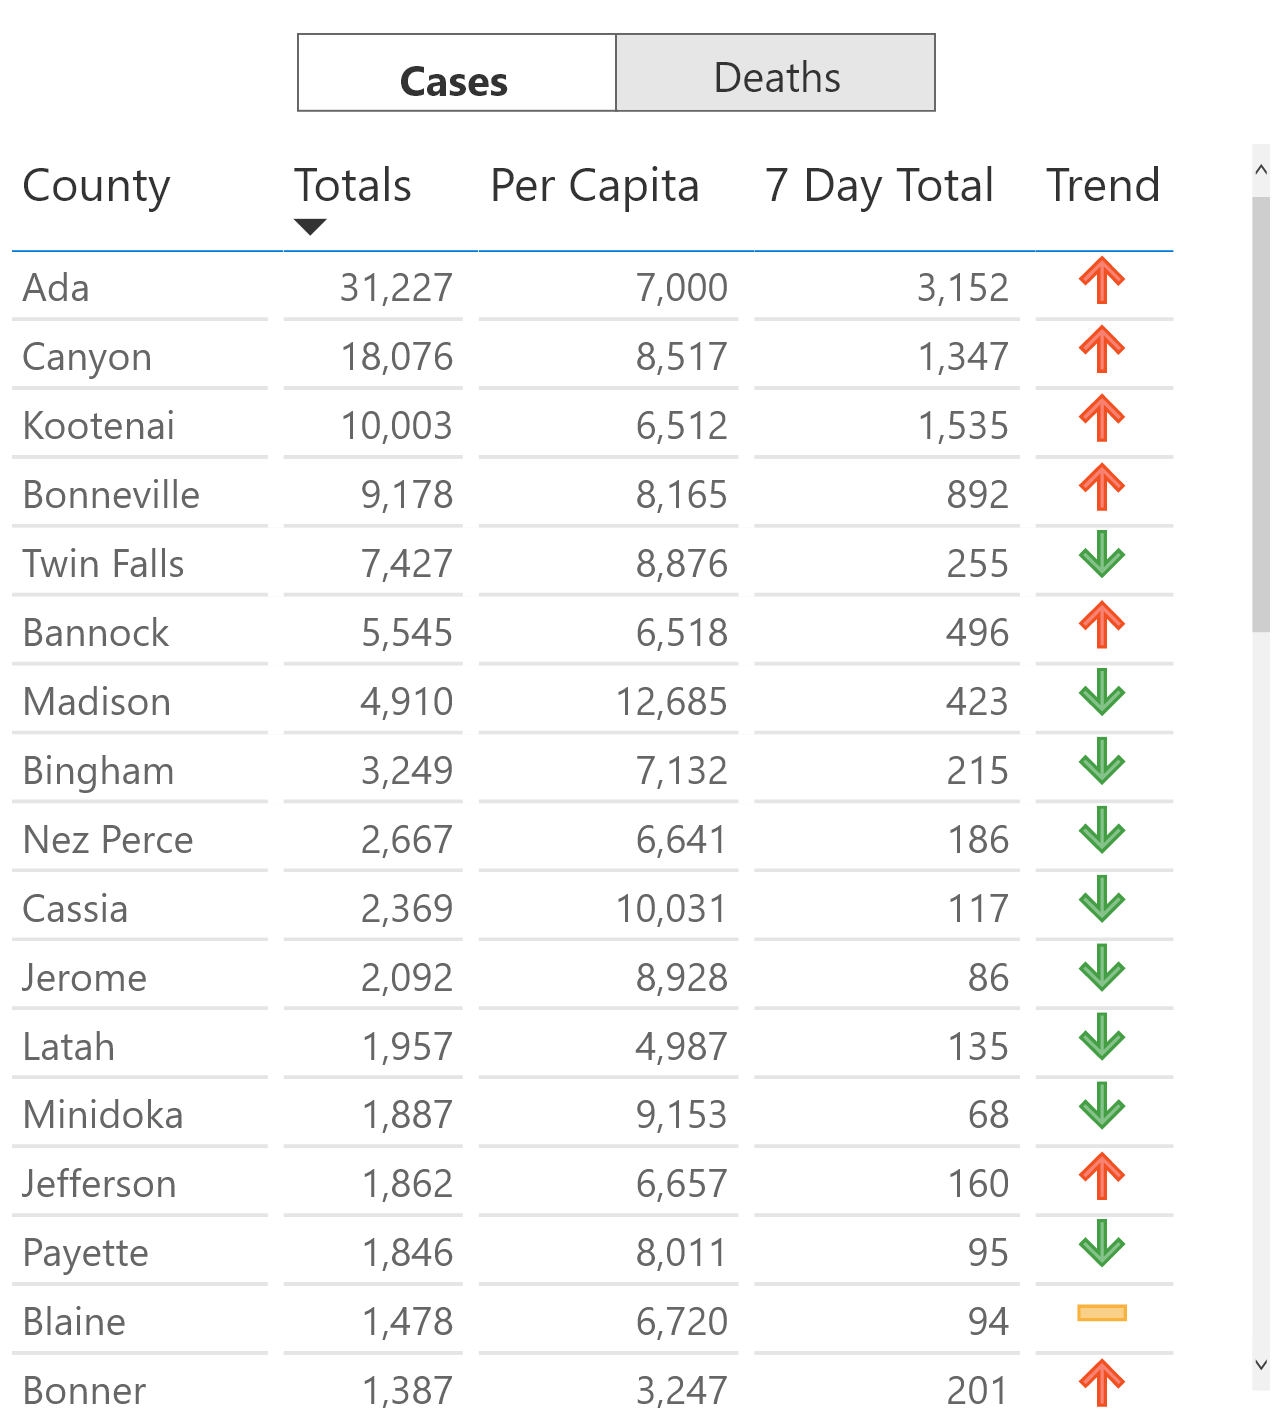 Cases Deaths
County Totals Per Capita 7 Day Total Trend
Ada 31,227 7,000 3,152
Canyon 18,076 8,517 1,347
Kootenai 10,003 6,512 1,535
Bonneville 9,178 8,165 892
Twin Falls 7,427 8,876 255
Bannock 5,545 6,518 496
Madison 4,910 12,685 423
Bingham 3,249 7,132 215
Nez Perce 2,667 6,641 186
Cassia 2,369 10,031 117
Jerome 2,092 8,928 86
Latah 1,957 4,987 135
Minidoka 1,887 9,153 68
Jefferson 1,862 6,657 160
Payette 1,846 8,011 95
Blaine 1,478 6,720 94
Bonner 1,387 3,247 201